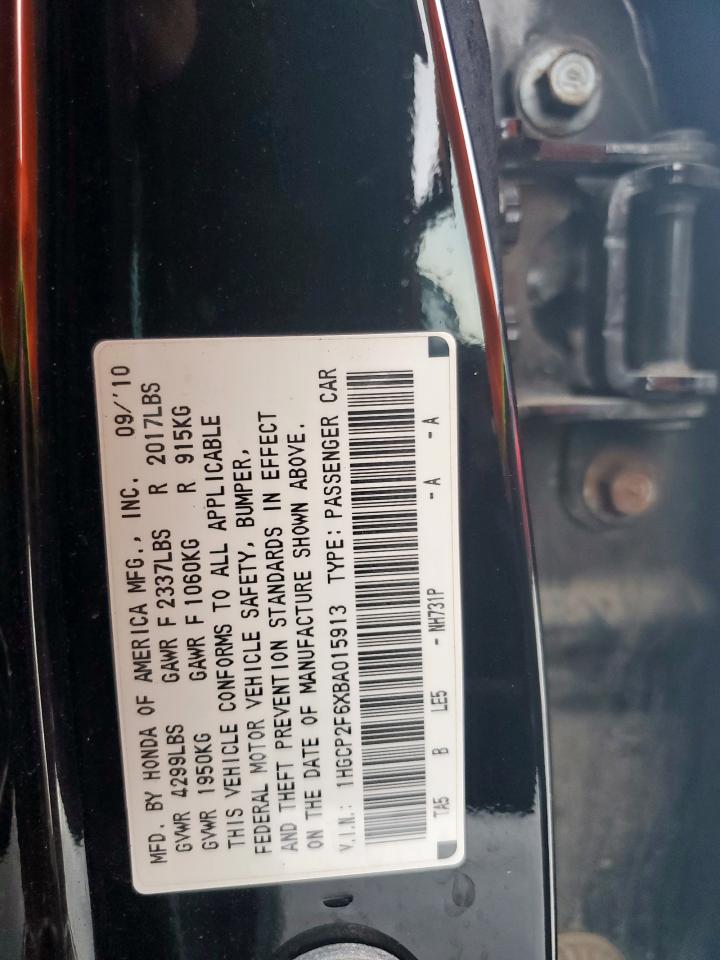 MFD. BY HONDA OF AMERICA MFG., INC. 09/'10
GVWR 4299LBS GAWR F 2337LBS R 2017LBS
GVWR 1950KG GAWR F 1060KG R 915KG
THIS VEHICLE CONFORMS TO ALL APPLICABLE
FEDERAL MOTOR VEHICLE SAFETY, BUMPER,
AND THEFT PREVENTION STANDARDS IN EFFECT
ON THE DATE OF MANUFACTURE SHOWN ABOVE.
V.I.N.: 1HGCP2F6XBA015913 TYPE: PASSENGER CAR
TA5 B LE5 - NH731P - A - A